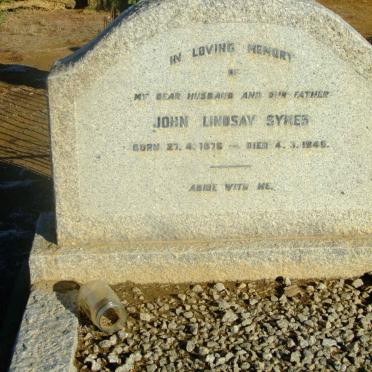 IN LOVING MEMORY
OF
MY DEAR HUSBAND AND OUR FATHER
JOHN LINDSAY SYKES
BORN 27. 4. 1876 — DIED 4. 3. 1946.
ABIDE WITH ME.